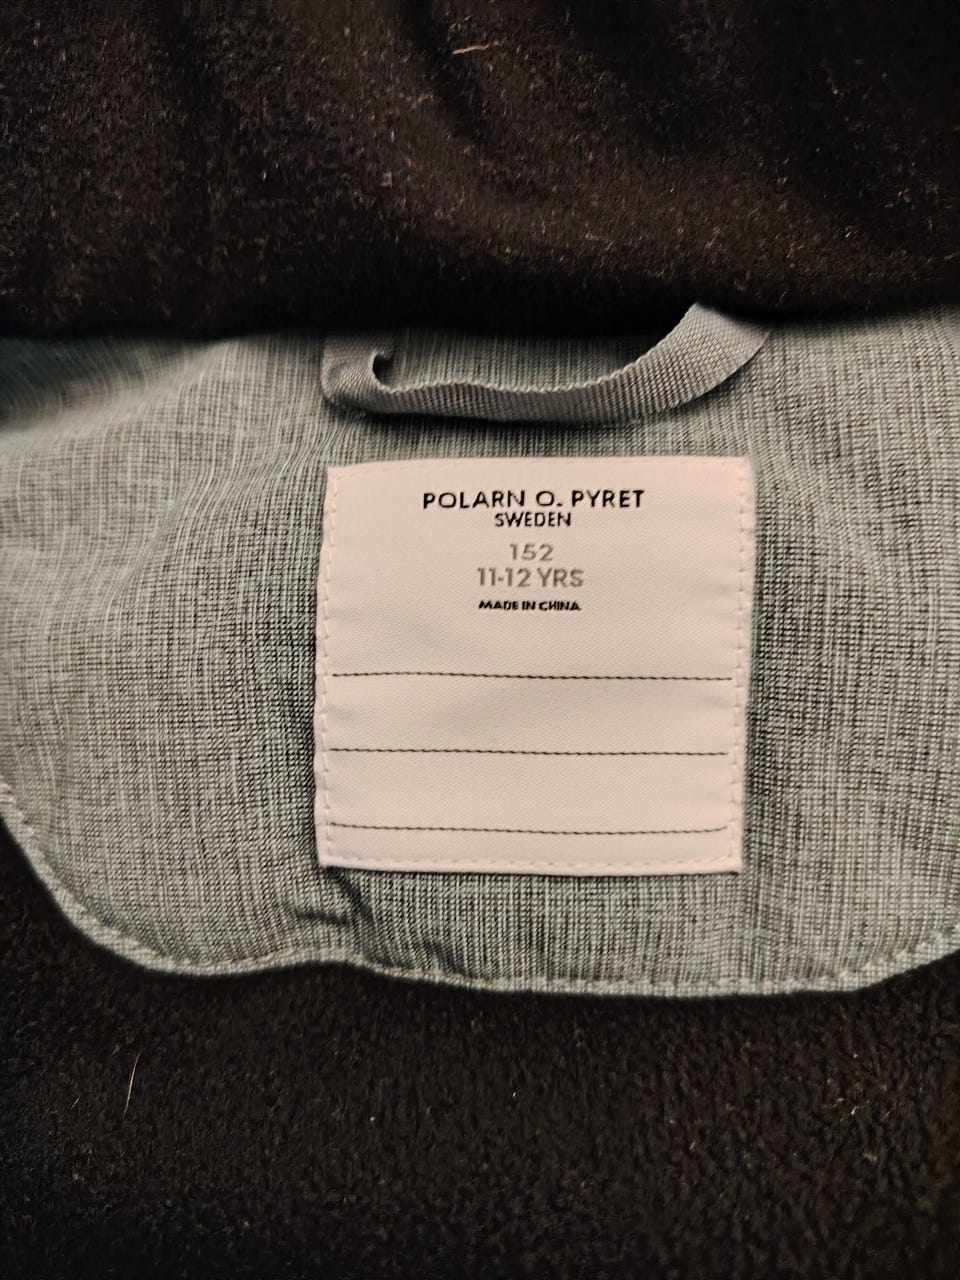 POLARN O. PYRET
SWEDEN
152
11-12 YRS
MADE IN CHINA